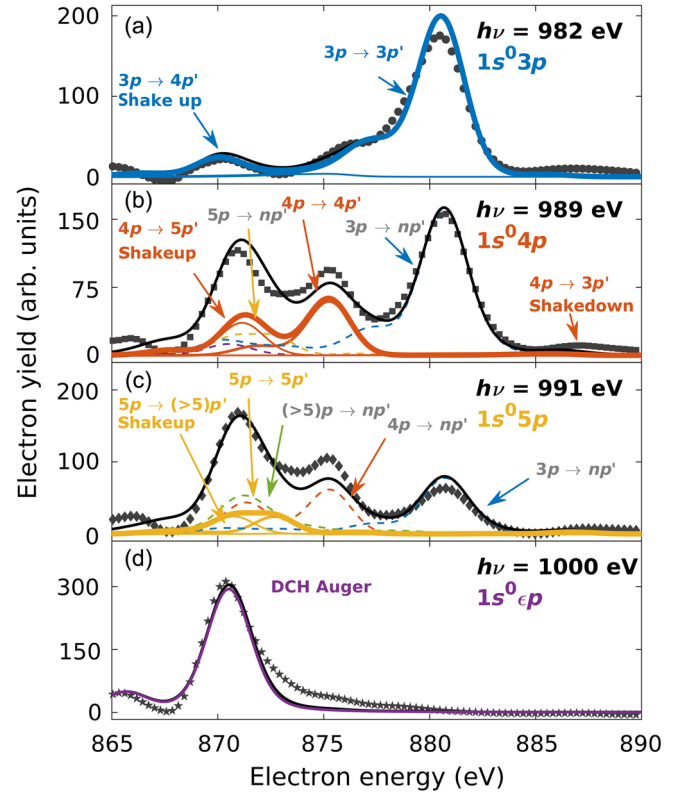 (a)
hν = 982 eV
1s⁰3p
3p → 3p'
3p → 4p'
Shake up
200
100
0
(b)
hν = 989 eV
1s⁰4p
4p → 4p'
5p → np'
3p → np'
4p → 5p'
Shakeup
4p → 3p'
Shakedown
150
75
0
(c)
hν = 991 eV
1s⁰5p
5p → 5p'
5p → (>5)p'
Shakeup
(>5)p → np'
4p → np'
3p → np'
200
100
0
(d)
hν = 1000 eV
1s⁰ϵp
DCH Auger
300
150
0
Electron yield (arb. units)
865 870 875 880 885 890
Electron energy (eV)